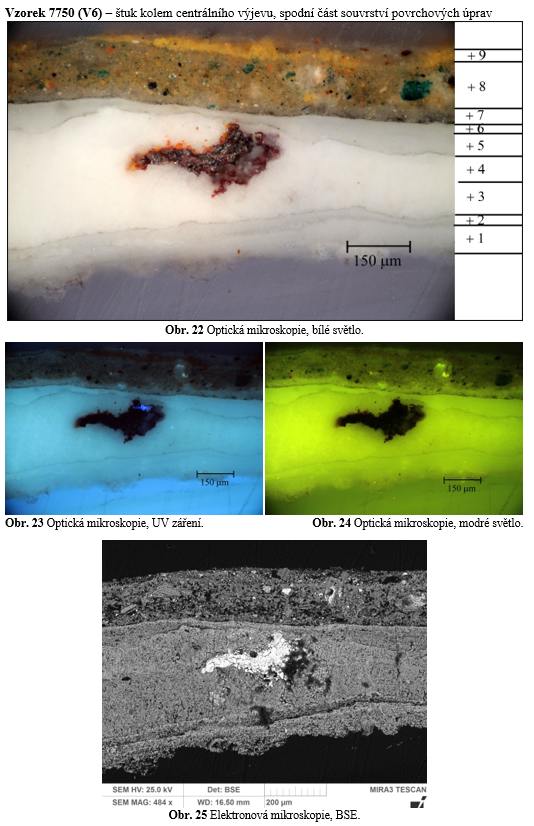 Vzorek 7750 (V6) – štuk kolem centrálního výjevu, spodní část souvrství povrchových úprav
+ 9
+ 8
+ 7
+ 6
+ 5
+ 4
+ 3
+ 2
+ 1
150 µm
Obr. 22 Optická mikroskopie, bílé světlo.
150 µm
150 µm
Obr. 23 Optická mikroskopie, UV záření.
Obr. 24 Optická mikroskopie, modré světlo.
SEM HV: 25.0 kV Det: BSE MIRA3 TESCAN
SEM MAG: 484 x WD: 16.50 mm 200 µm
Obr. 25 Elektronová mikroskopie, BSE.